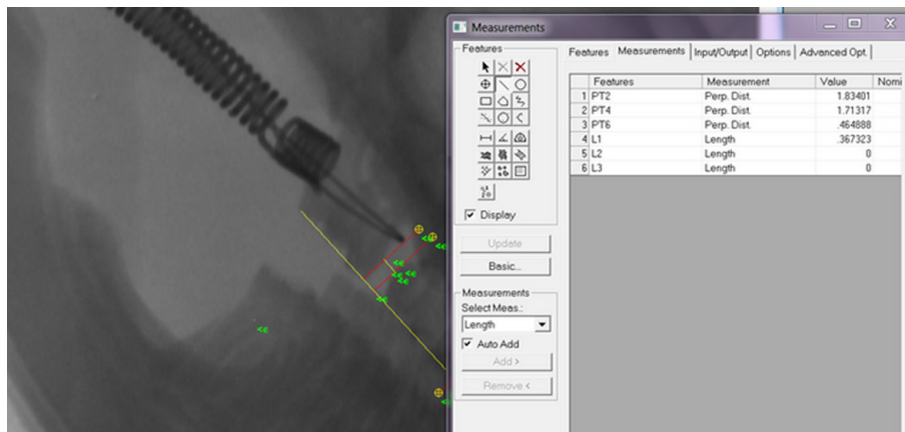 Measurements
Features
Features Measurements Input/Output Options Advanced Opt.
Features Measurement Value Nomi
1 PT2 Perp. Dist. 1.83401
2 PT4 Perp. Dist. 1.71317
3 PT6 Perp. Dist. .464888
4 L1 Length .367323
5 L2 Length 0
6 L3 Length 0
Display
Update
Basic...
Measurements
Select Meas.:
Length
Auto Add
Add >
Remove <